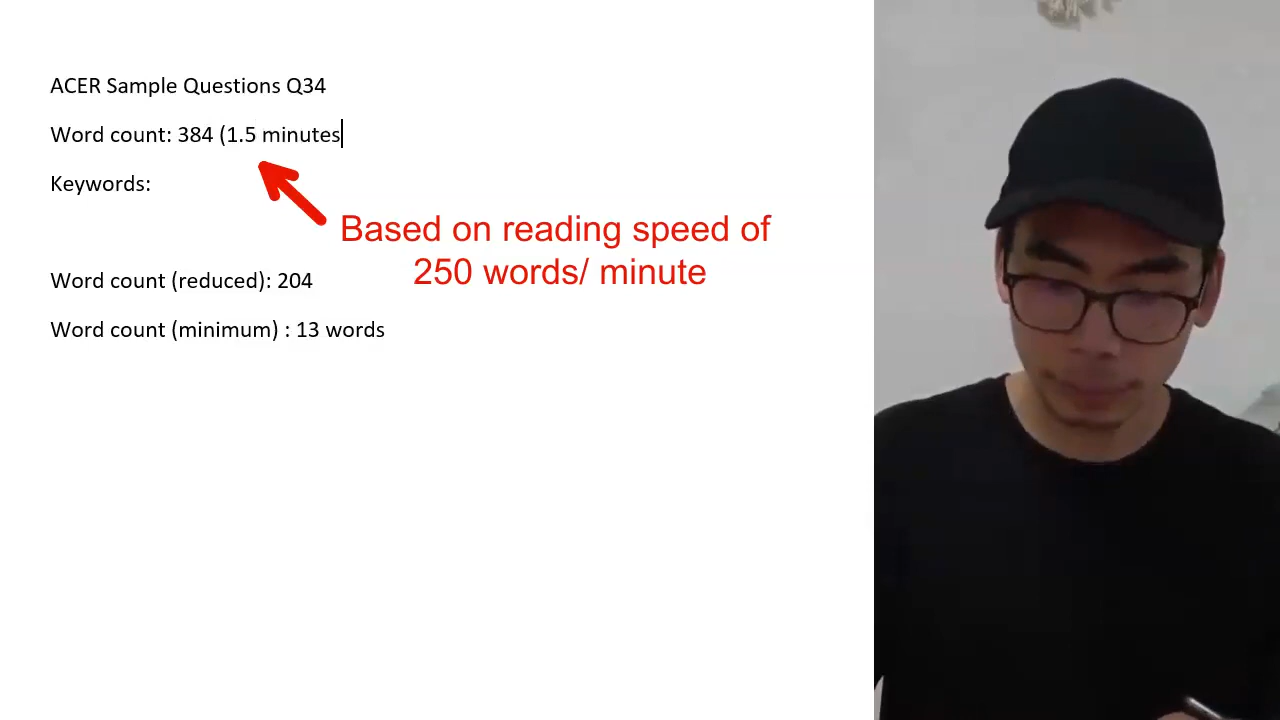 ACER Sample Questions Q34
Word count: 384 (1.5 minutes
Keywords:
Based on reading speed of
250 words/ minute
Word count (reduced): 204
Word count (minimum) : 13 words